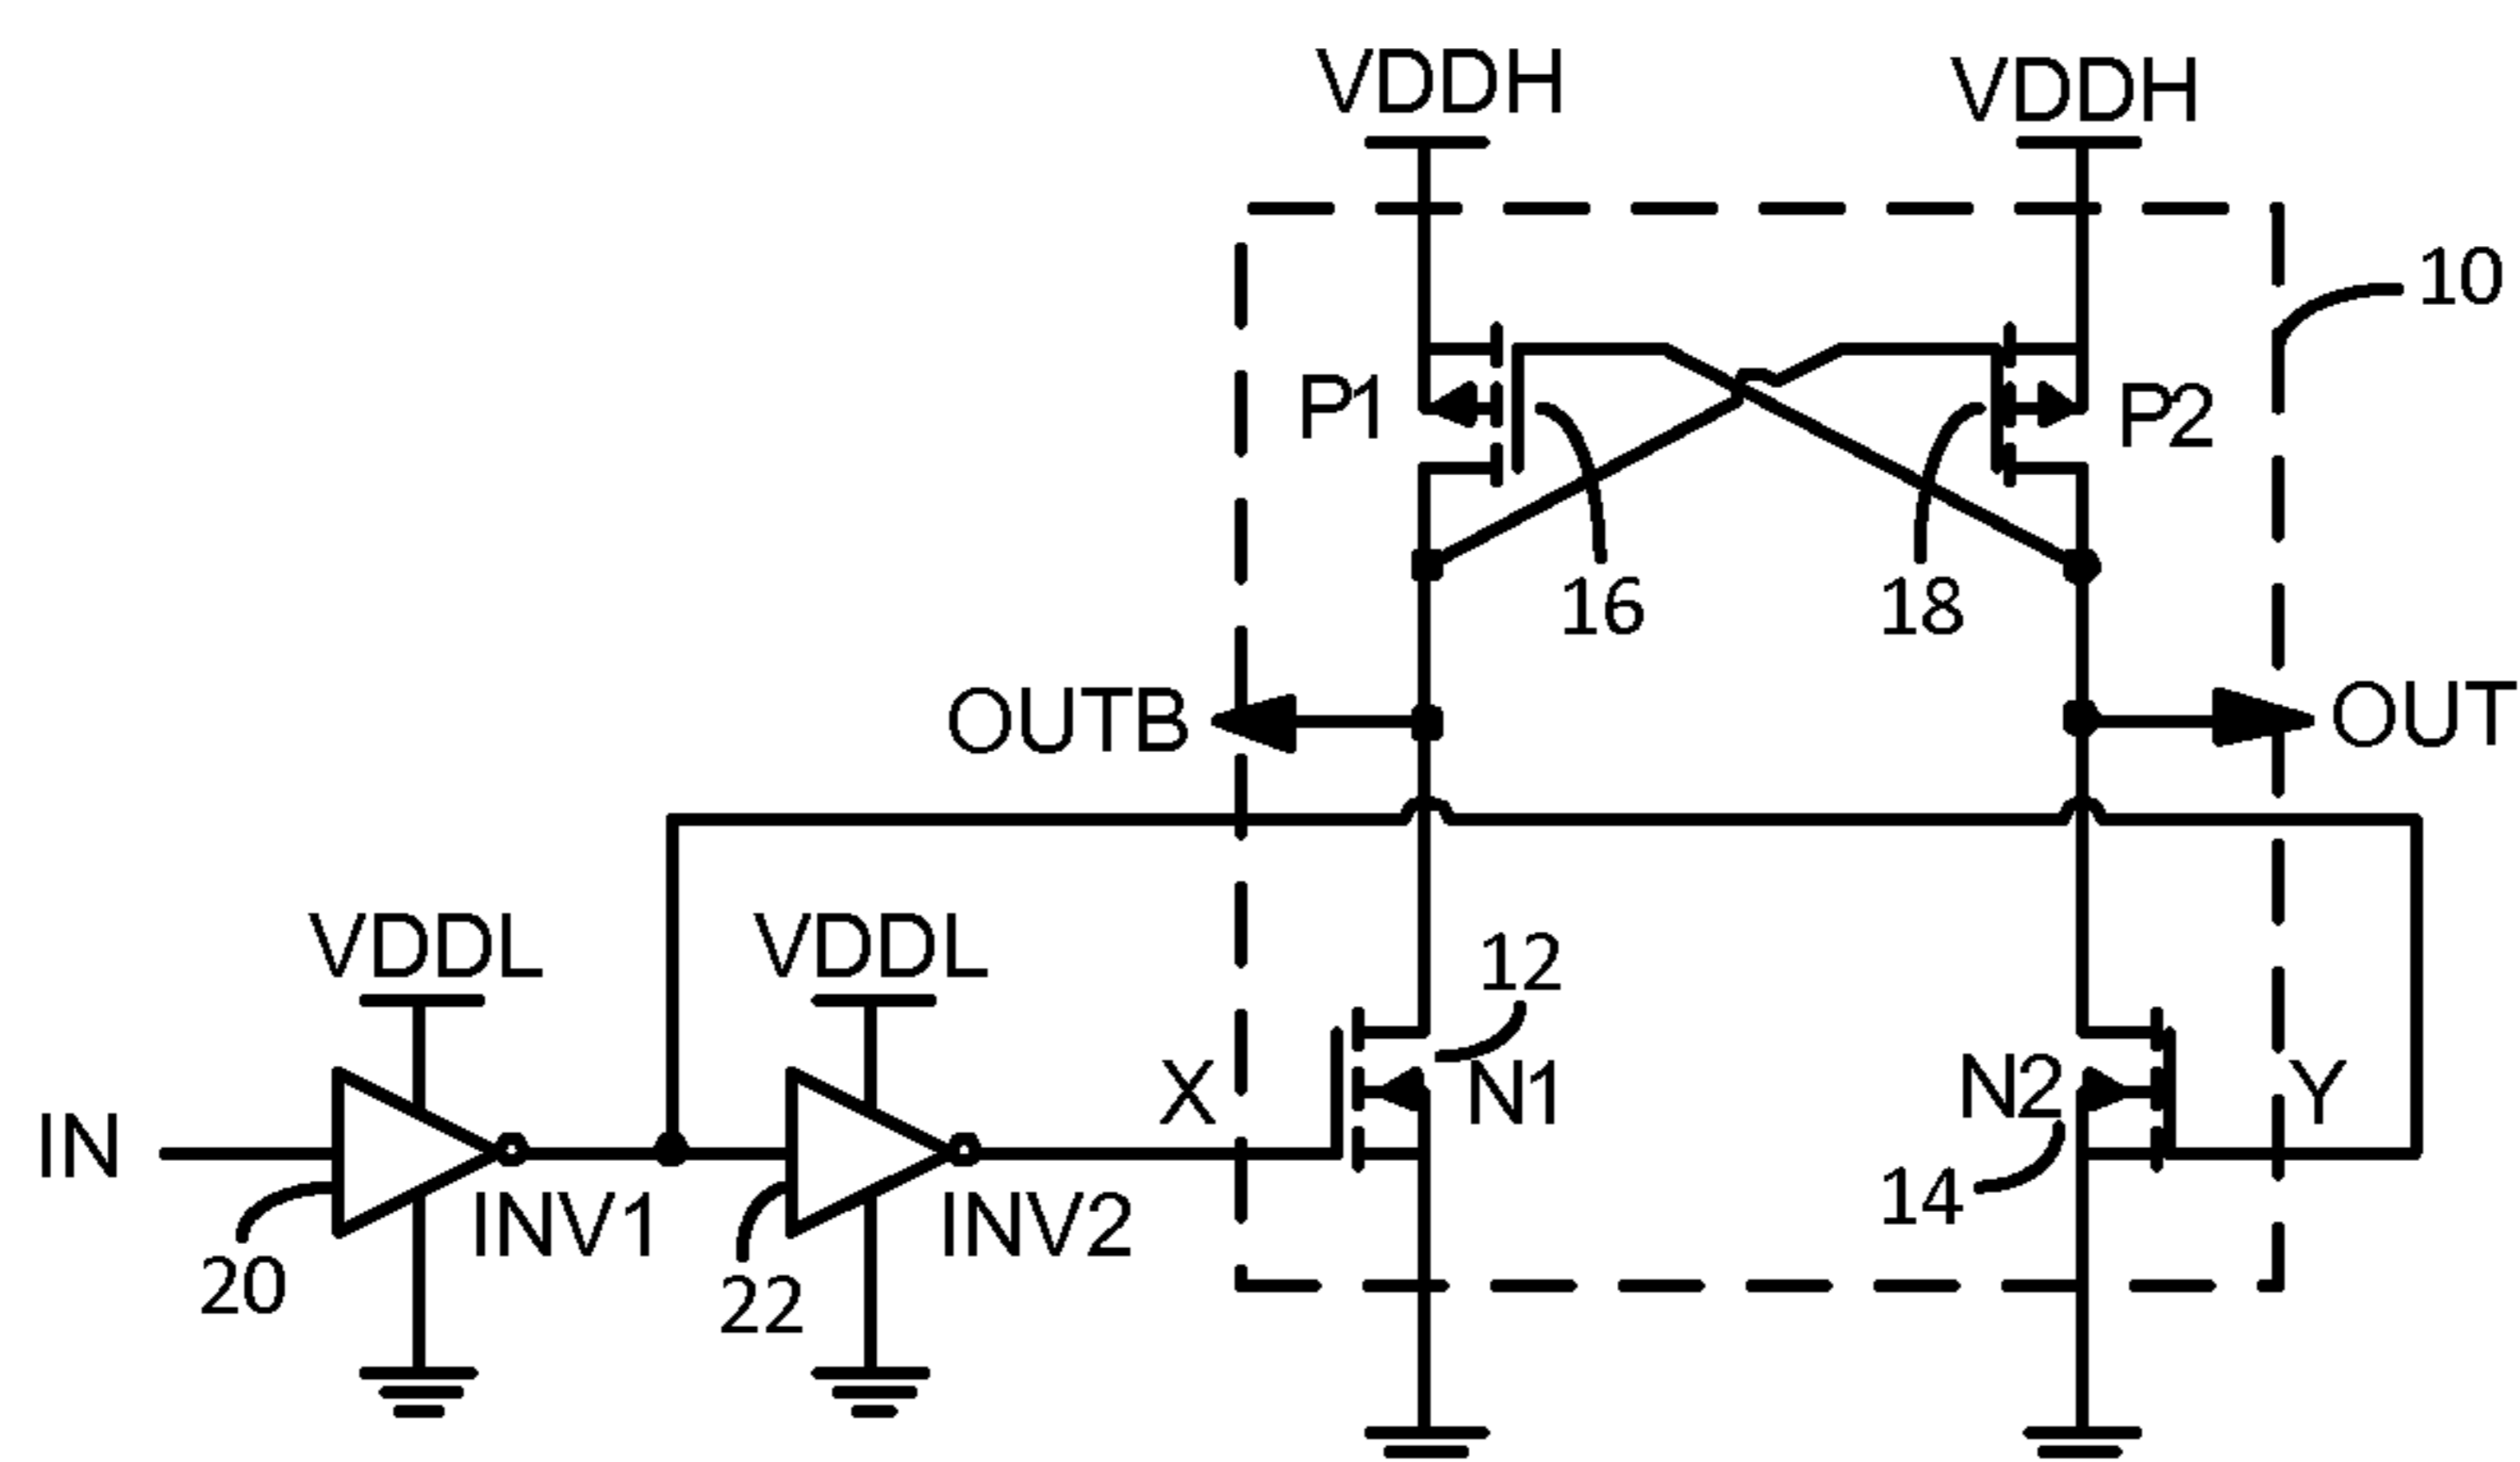 VDDH
VDDH
10
P1
P2
16
18
OUTB
OUT
VDDL
VDDL
12
X
N1
N2
Y
IN
INV1
INV2
14
20
22